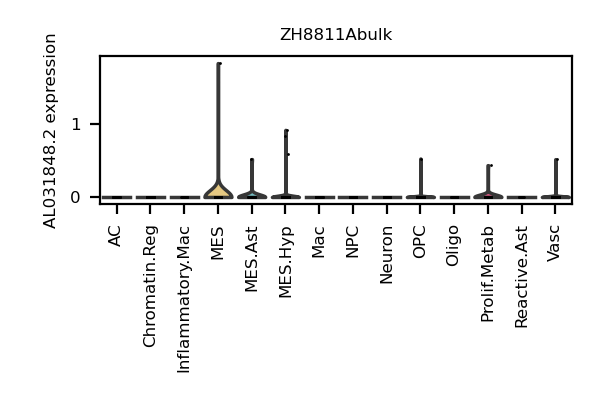 ZH8811Abulk
AL031848.2 expression
1
0
AC
Chromatin.Reg
Inflammatory.Mac
MES
MES.Ast
MES.Hyp
Mac
NPC
Neuron
OPC
Oligo
Prolif.Metab
Reactive.Ast
Vasc